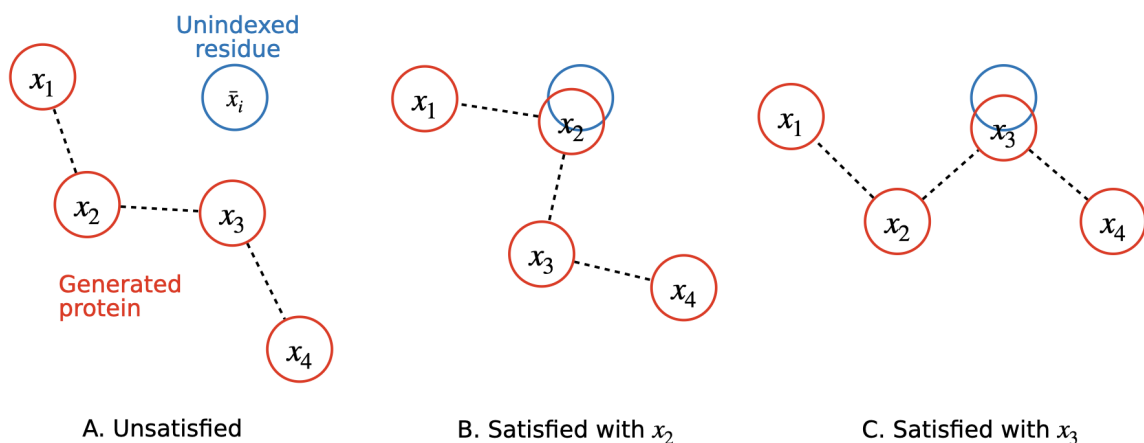 Unindexed
residue
x̄ᵢ
x₁
x₂
x₃
x₄
Generated
protein
A. Unsatisfied
x₁
x₂
x₃
x₄
B. Satisfied with x₂
x₁
x₃
x₂
x₄
C. Satisfied with x₃